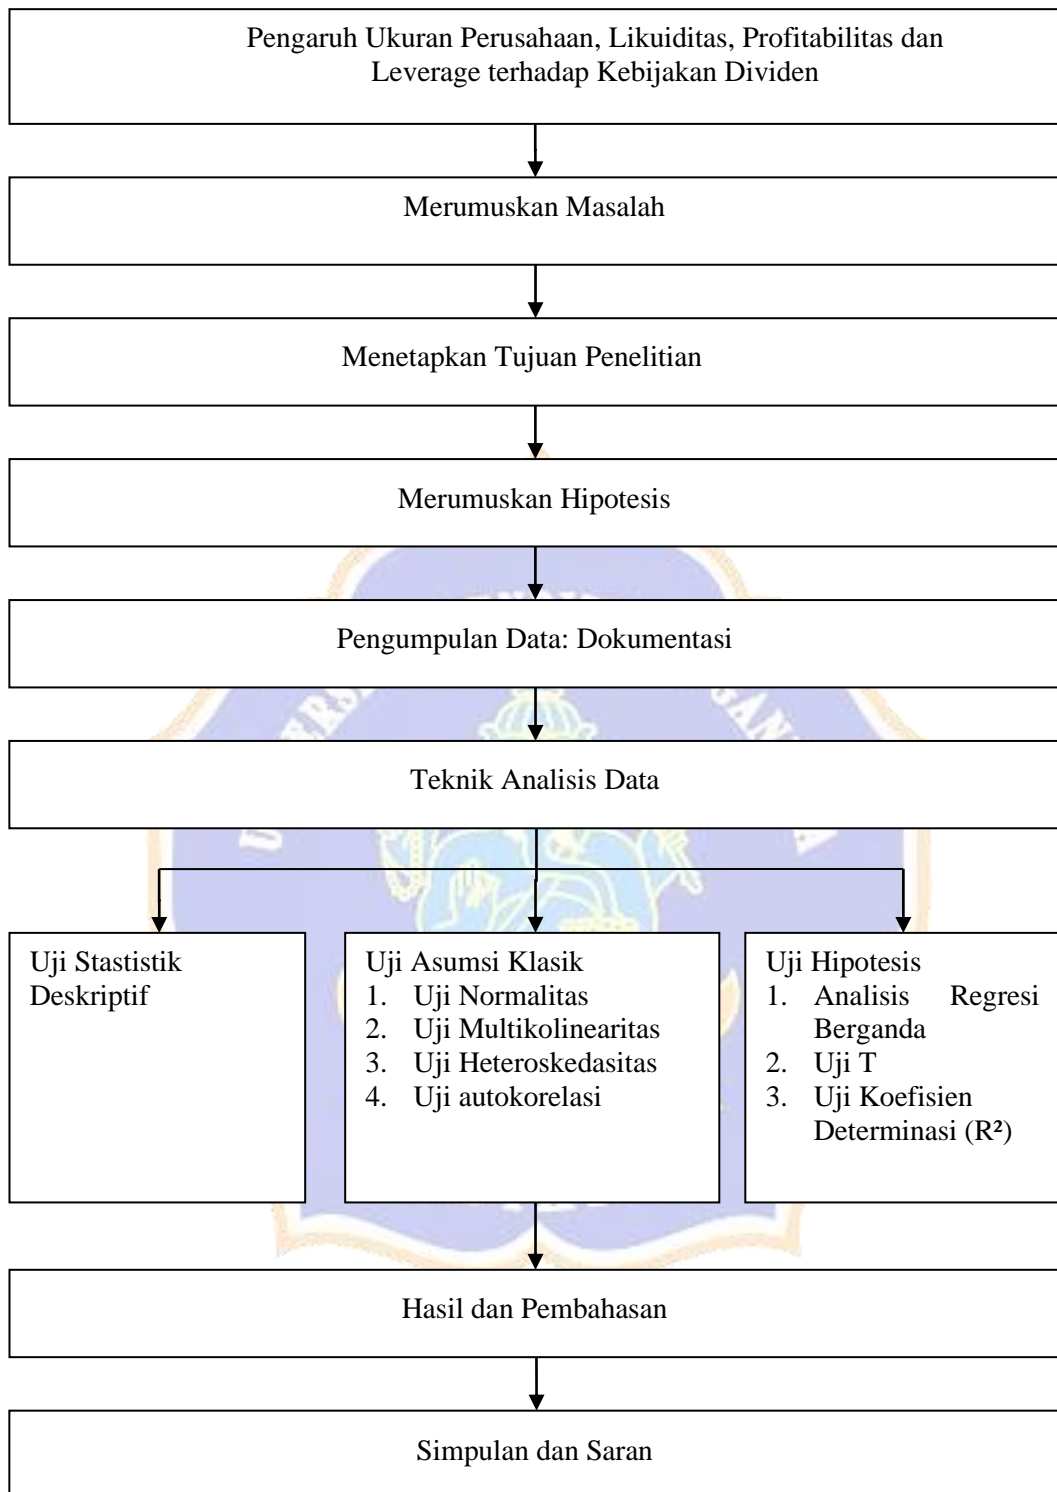 Pengaruh Ukuran Perusahaan, Likuiditas, Profitabilitas dan
Leverage terhadap Kebijakan Dividen
Merumuskan Masalah
Menetapkan Tujuan Penelitian
Merumuskan Hipotesis
Pengumpulan Data: Dokumentasi
Teknik Analisis Data
Uji Stastistik
Deskriptif
Uji Asumsi Klasik
1. Uji Normalitas
2. Uji Multikolinearitas
3. Uji Heteroskedasitas
4. Uji autokorelasi
Uji Hipotesis
1. Analisis Regresi
Berganda
2. Uji T
3. Uji Koefisien
Determinasi (R²)
Hasil dan Pembahasan
Simpulan dan Saran